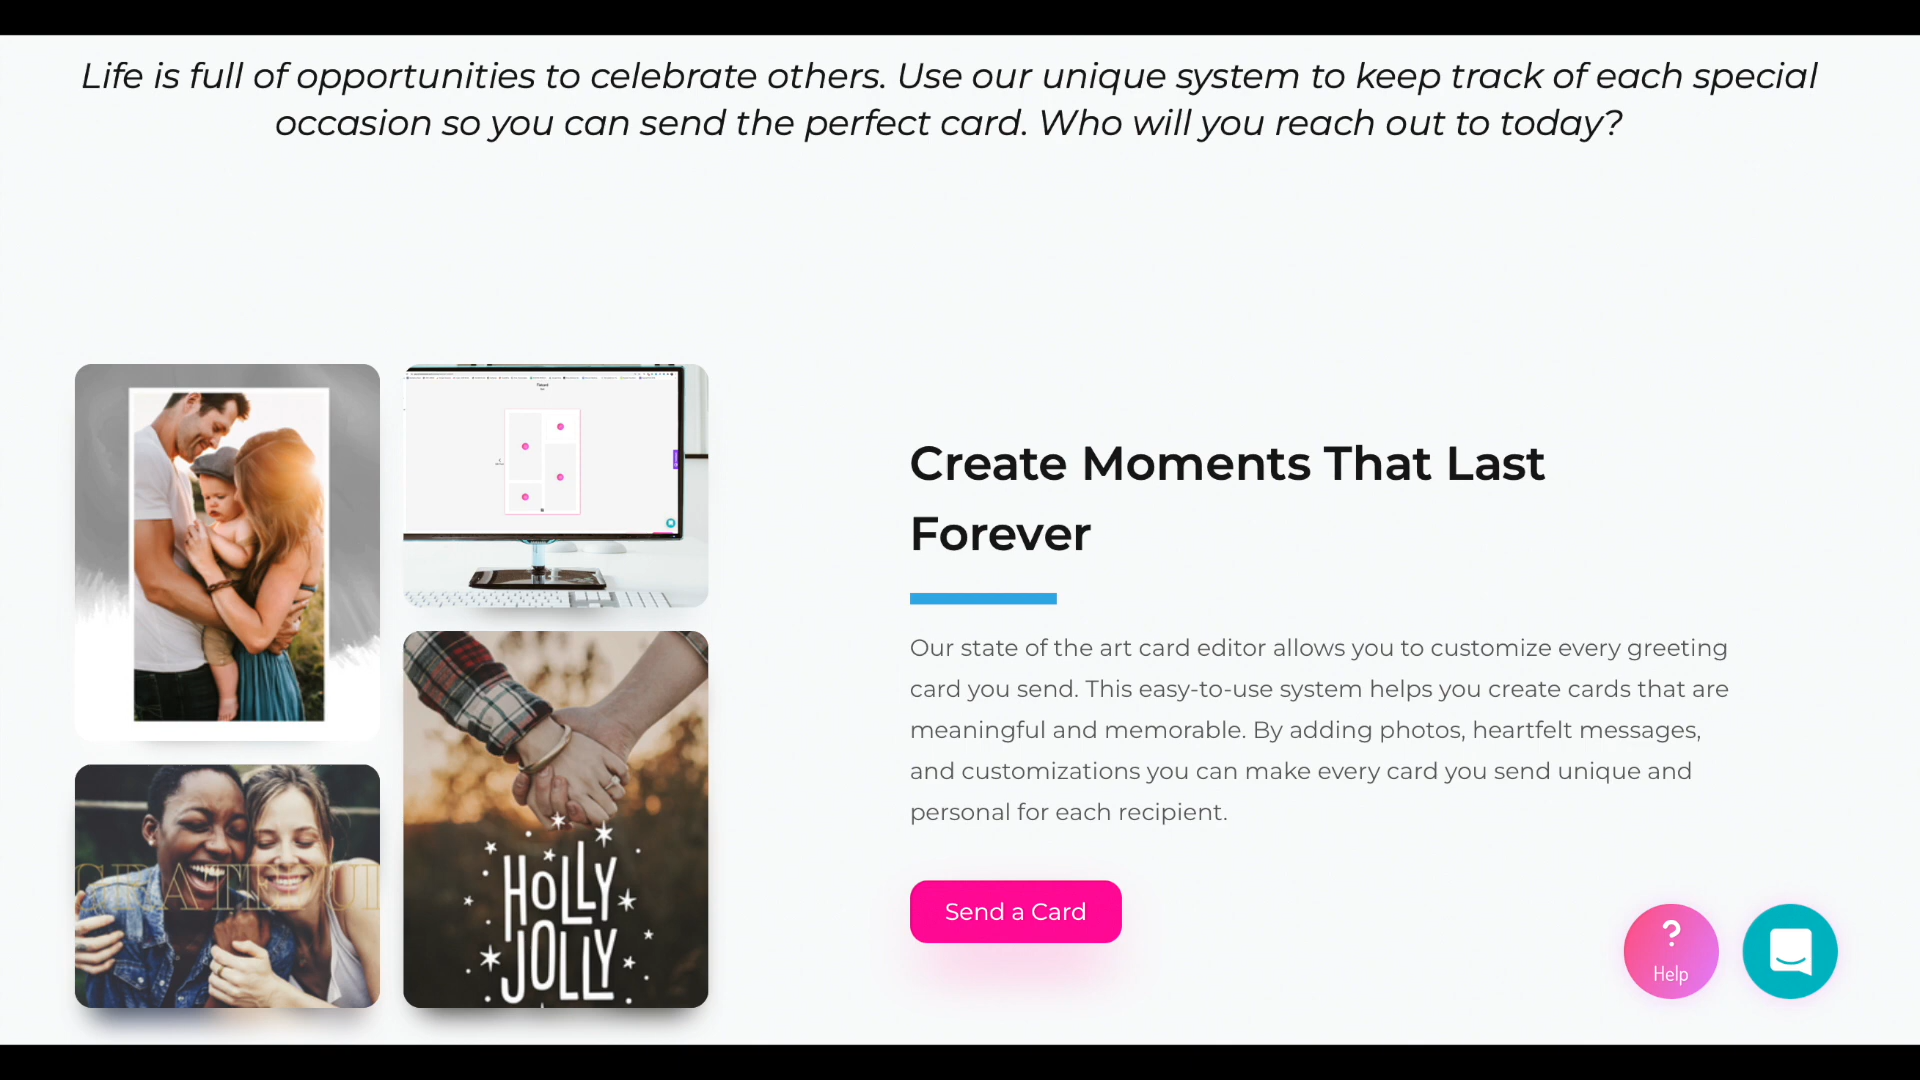 Life is full of opportunities to celebrate others. Use our unique system to keep track of each special
occasion so you can send the perfect card. Who will you reach out to today?
Create Moments That Last
Forever
Our state of the art card editor allows you to customize every greeting
card you send. This easy-to-use system helps you create cards that are
meaningful and memorable. By adding photos, heartfelt messages,
and customizations you can make every card you send unique and
personal for each recipient.
Send a Card
GRATEFUL
HOLLY
JOLLY
?
Help